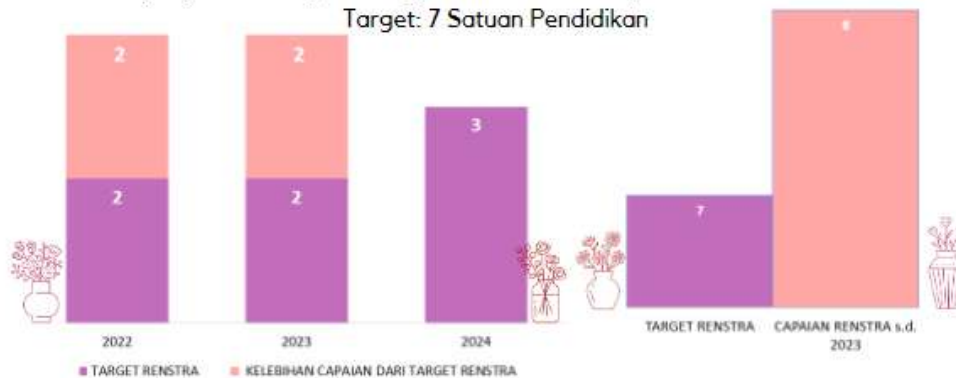 Target: 7 Satuan Pendidikan
2
2
3
2
2
7
2022
2023
2024
TARGET RENSTRA
KELEBIHAN CAPAIAN DARI TARGET RENSTRA
TARGET RENSTRA
CAPAIAN RENSTRA s.d.
2023